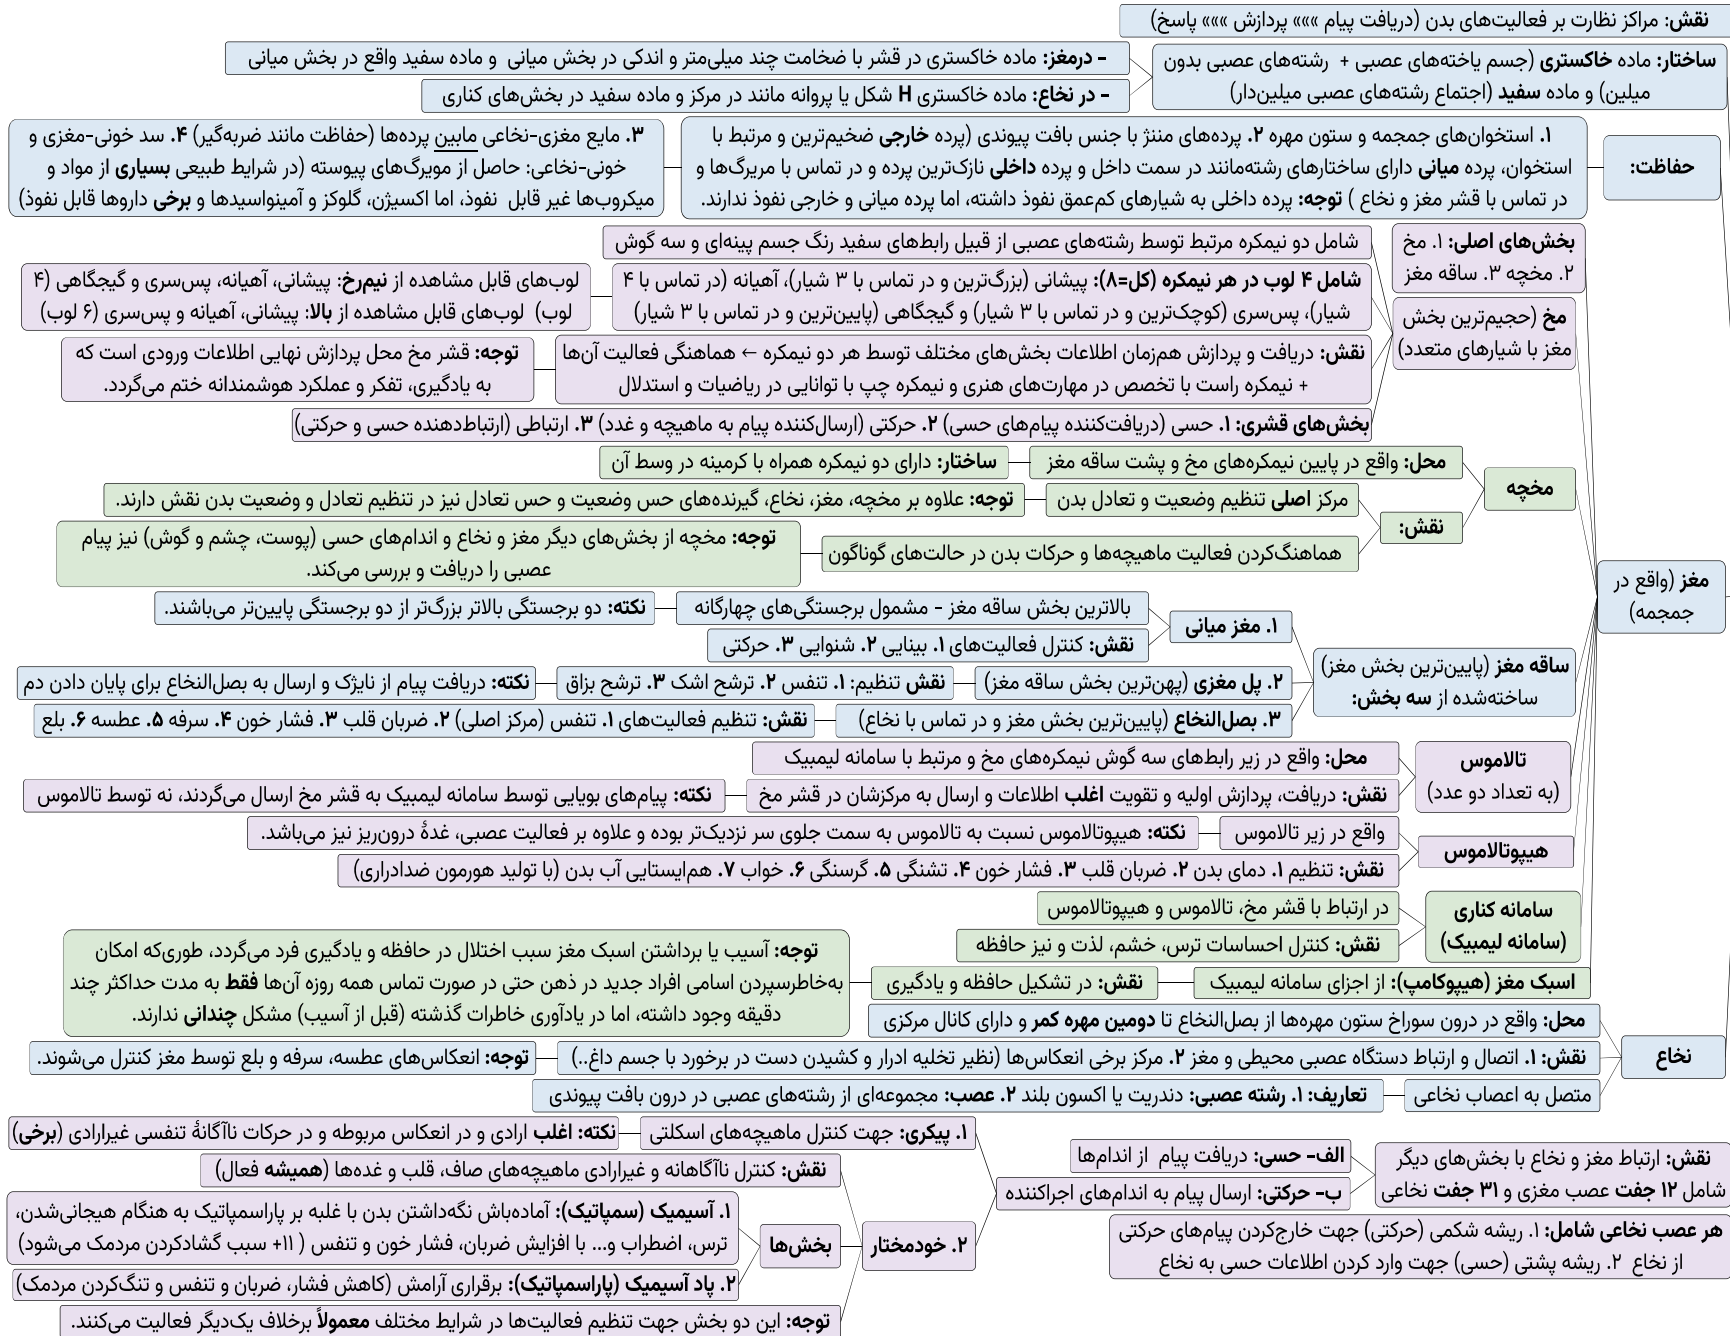 نقش: مراکز نظارت بر فعالیت‌های بدن (دریافت پیام »»» پردازش »»» پاسخ)
ساختار: ماده خاکستری (جسم یاخته‌های عصبی + رشته‌های عصبی بدون
میلین) و ماده سفید (اجتماع رشته‌های عصبی میلین‌دار)
- درمغز: ماده خاکستری در قشر با ضخامت چند میلی‌متر و اندکی در بخش میانی و ماده سفید واقع در بخش میانی
- در نخاع: ماده خاکستری H شکل یا پروانه مانند در مرکز و ماده سفید در بخش‌های کناری
حفاظت:
۱. استخوان‌های جمجمه و ستون مهره ۲. پرده‌های مننژ با جنس بافت پیوندی (پرده خارجی ضخیم‌ترین و مرتبط با
استخوان، پرده میانی دارای ساختارهای رشته‌مانند در سمت داخل و پرده داخلی نازک‌ترین پرده و در تماس با مریرگ‌ها و
در تماس با قشر مغز و نخاع ) توجه: پرده داخلی به شیارهای کم‌عمق نفوذ داشته، اما پرده میانی و خارجی نفوذ ندارند.
۳. مایع مغزی-نخاعی مابین پرده‌ها (حفاظت مانند ضربه‌گیر) ۴. سد خونی-مغزی و
خونی-نخاعی: حاصل از مویرگ‌های پیوسته (در شرایط طبیعی بسیاری از مواد و
میکروب‌ها غیر قابل نفوذ، اما اکسیژن، گلوکز و آمینواسیدها و برخی داروها قابل نفوذ)
مغز (واقع در
جمجمه)
بخش‌های اصلی: ۱. مخ
۲. مخچه ۳. ساقه مغز
مخ (حجیم‌ترین بخش
مغز با شیارهای متعدد)
شامل دو نیمکره مرتبط توسط رشته‌های عصبی از قبیل رابط‌های سفید رنگ جسم پینه‌ای و سه گوش
شامل ۴ لوب در هر نیمکره (کل=۸): پیشانی (بزرگ‌ترین و در تماس با ۳ شیار)، آهیانه (در تماس با ۴
شیار)، پس‌سری (کوچک‌ترین و در تماس با ۳ شیار) و گیجگاهی (پایین‌ترین و در تماس با ۳ شیار)
لوب‌های قابل مشاهده از نیم‌رخ: پیشانی، آهیانه، پس‌سری و گیجگاهی (۴
لوب) لوب‌های قابل مشاهده از بالا: پیشانی، آهیانه و پس‌سری (۶ لوب)
نقش: دریافت و پردازش هم‌زمان اطلاعات بخش‌های مختلف توسط هر دو نیمکره ← هماهنگی فعالیت آن‌ها
+ نیمکره راست با تخصص در مهارت‌های هنری و نیمکره چپ با توانایی در ریاضیات و استدلال
توجه: قشر مخ محل پردازش نهایی اطلاعات ورودی است که
به یادگیری، تفکر و عملکرد هوشمندانه ختم می‌گردد.
بخش‌های قشری: ۱. حسی (دریافت‌کننده پیام‌های حسی) ۲. حرکتی (ارسال‌کننده پیام به ماهیچه و غدد) ۳. ارتباطی (ارتباط‌دهنده حسی و حرکتی)
مخچه
محل: واقع در پایین نیمکره‌های مخ و پشت ساقه مغز
ساختار: دارای دو نیمکره همراه با کرمینه در وسط آن
نقش:
مرکز اصلی تنظیم وضعیت و تعادل بدن
توجه: علاوه بر مخچه، مغز، نخاع، گیرنده‌های حس وضعیت و حس تعادل نیز در تنظیم تعادل و وضعیت بدن نقش دارند.
هماهنگ‌کردن فعالیت ماهیچه‌ها و حرکات بدن در حالت‌های گوناگون
توجه: مخچه از بخش‌های دیگر مغز و نخاع و اندام‌های حسی (پوست، چشم و گوش) نیز پیام
عصبی را دریافت و بررسی می‌کند.
ساقه مغز (پایین‌ترین بخش مغز)
ساخته‌شده از سه بخش:
۱. مغز میانی
بالاترین بخش ساقه مغز - مشمول برجستگی‌های چهارگانه
نکته: دو برجستگی بالاتر بزرگ‌تر از دو برجستگی پایین‌تر می‌باشند.
نقش: کنترل فعالیت‌های ۱. بینایی ۲. شنوایی ۳. حرکتی
۲. پل مغزی (پهن‌ترین بخش ساقه مغز)
نقش تنظیم: ۱. تنفس ۲. ترشح اشک ۳. ترشح بزاق
نکته: دریافت پیام از نایژک و ارسال به بصل‌النخاع برای پایان دادن دم
۳. بصل‌النخاع (پایین‌ترین بخش مغز و در تماس با نخاع)
نقش: تنظیم فعالیت‌های ۱. تنفس (مرکز اصلی) ۲. ضربان قلب ۳. فشار خون ۴. سرفه ۵. عطسه ۶. بلع
تالاموس
(به تعداد دو عدد)
محل: واقع در زیر رابط‌های سه گوش نیمکره‌های مخ و مرتبط با سامانه لیمبیک
نقش: دریافت، پردازش اولیه و تقویت اغلب اطلاعات و ارسال به مرکزشان در قشر مخ
نکته: پیام‌های بویایی توسط سامانه لیمبیک به قشر مخ ارسال می‌گردند، نه توسط تالاموس
هیپوتالاموس
واقع در زیر تالاموس
نکته: هیپوتالاموس نسبت به تالاموس به سمت جلوی سر نزدیک‌تر بوده و علاوه بر فعالیت عصبی، غدهٔ درون‌ریز نیز می‌باشد.
نقش: تنظیم ۱. دمای بدن ۲. ضربان قلب ۳. فشار خون ۴. تشنگی ۵. گرسنگی ۶. خواب ۷. هم‌ایستایی آب بدن (با تولید هورمون ضدادراری)
سامانه کناری
(سامانه لیمبیک)
در ارتباط با قشر مخ، تالاموس و هیپوتالاموس
نقش: کنترل احساسات ترس، خشم، لذت و نیز حافظه
اسبک مغز (هیپوکامپ): از اجزای سامانه لیمبیک
نقش: در تشکیل حافظه و یادگیری
توجه: آسیب یا برداشتن اسبک مغز سبب اختلال در حافظه و یادگیری فرد می‌گردد، طوری‌که امکان
به‌خاطرسپردن اسامی افراد جدید در ذهن حتی در صورت تماس همه روزه آن‌ها فقط به مدت حداکثر چند
دقیقه وجود داشته، اما در یادآوری خاطرات گذشته (قبل از آسیب) مشکل چندانی ندارند.
نخاع
محل: واقع در درون سوراخ ستون مهره‌ها از بصل‌النخاع تا دومین مهره کمر و دارای کانال مرکزی
نقش: ۱. اتصال و ارتباط دستگاه عصبی محیطی و مغز ۲. مرکز برخی انعکاس‌ها (نظیر تخلیه ادرار و کشیدن دست در برخورد با جسم داغ..)
توجه: انعکاس‌های عطسه، سرفه و بلع توسط مغز کنترل می‌شوند.
متصل به اعصاب نخاعی
تعاریف: ۱. رشته عصبی: دندریت یا اکسون بلند ۲. عصب: مجموعه‌ای از رشته‌های عصبی در درون بافت پیوندی
نقش: ارتباط مغز و نخاع با بخش‌های دیگر
شامل ۱۲ جفت عصب مغزی و ۳۱ جفت نخاعی
الف- حسی: دریافت پیام از اندام‌ها
ب- حرکتی: ارسال پیام به اندام‌های اجراکننده
هر عصب نخاعی شامل: ۱. ریشه شکمی (حرکتی) جهت خارج‌کردن پیام‌های حرکتی
از نخاع ۲. ریشه پشتی (حسی) جهت وارد کردن اطلاعات حسی به نخاع
۱. پیکری: جهت کنترل ماهیچه‌های اسکلتی
نکته: اغلب ارادی و در انعکاس مربوطه و در حرکات ناآگانهٔ تنفسی غیرارادی (برخی)
۲. خودمختار
نقش: کنترل ناآگاهانه و غیرارادی ماهیچه‌های صاف، قلب و غده‌ها (همیشه فعال)
بخش‌ها
۱. آسیمیک (سمپاتیک): آماده‌باش نگه‌داشتن بدن با غلبه بر پاراسمپاتیک به هنگام هیجانی‌شدن،
ترس، اضطراب و... با افزایش ضربان، فشار خون و تنفس ( ۱۱+ سبب گشادکردن مردمک می‌شود)
۲. پاد آسیمیک (پاراسمپاتیک): برقراری آرامش (کاهش فشار، ضربان و تنفس و تنگ‌کردن مردمک)
توجه: این دو بخش جهت تنظیم فعالیت‌ها در شرایط مختلف معمولاً برخلاف یک‌دیگر فعالیت می‌کنند.